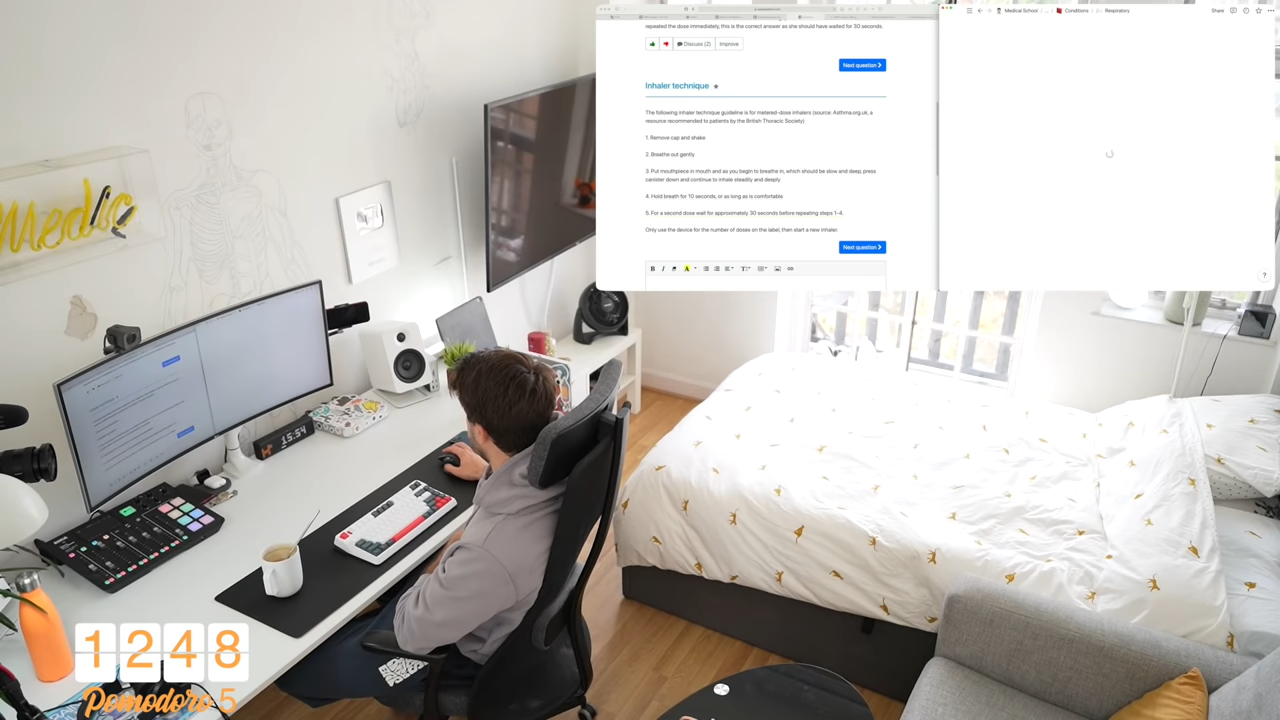 Medical School / ... / Conditions / Respiratory
Share
repeated the dose immediately, this is the correct answer as she should have waited for 30 seconds.
Discuss (2)
Improve
Next question
Inhaler technique
The following inhaler technique guideline is for metered-dose inhalers (source: Asthma.org.uk, a
resource recommended to patients by the British Thoracic Society)
1. Remove cap and shake
2. Breathe out gently
3. Put mouthpiece in mouth and as you begin to breathe in, which should be slow and deep, press
canister down and continue to inhale steadily and deeply
4. Hold breath for 10 seconds, or as long as is comfortable
5. For a second dose wait for approximately 30 seconds before repeating steps 1-4.
Only use the device for the number of doses on the label, then start a new inhaler.
Next question
B I A
?
Medic
15:54
1248
Pomodoro 5